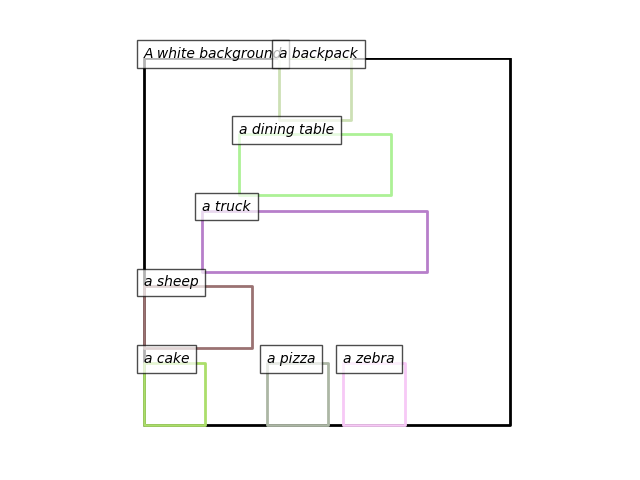 A white background
a backpack
a dining table
a truck
a sheep
a cake
a pizza
a zebra